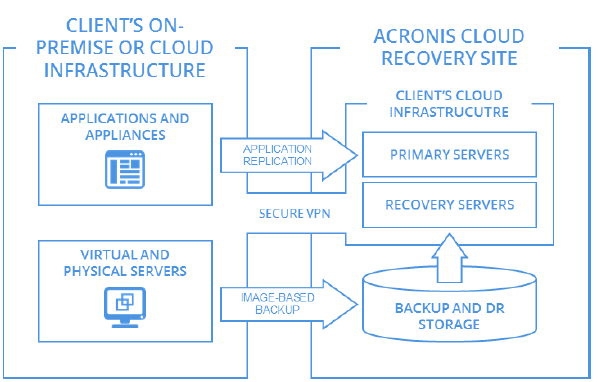 CLIENT'S ON-
PREMISE OR CLOUD
INFRASTRUCTURE
APPLICATIONS AND
APPLIANCES
VIRTUAL AND
PHYSICAL SERVERS
APPLICATION
REPLICATION
SECURE VPN
IMAGE-BASED
BACKUP
ACRONIS CLOUD
RECOVERY SITE
CLIENT'S CLOUD
INFRASTRUCUTRE
PRIMARY SERVERS
RECOVERY SERVERS
BACKUP AND DR
STORAGE